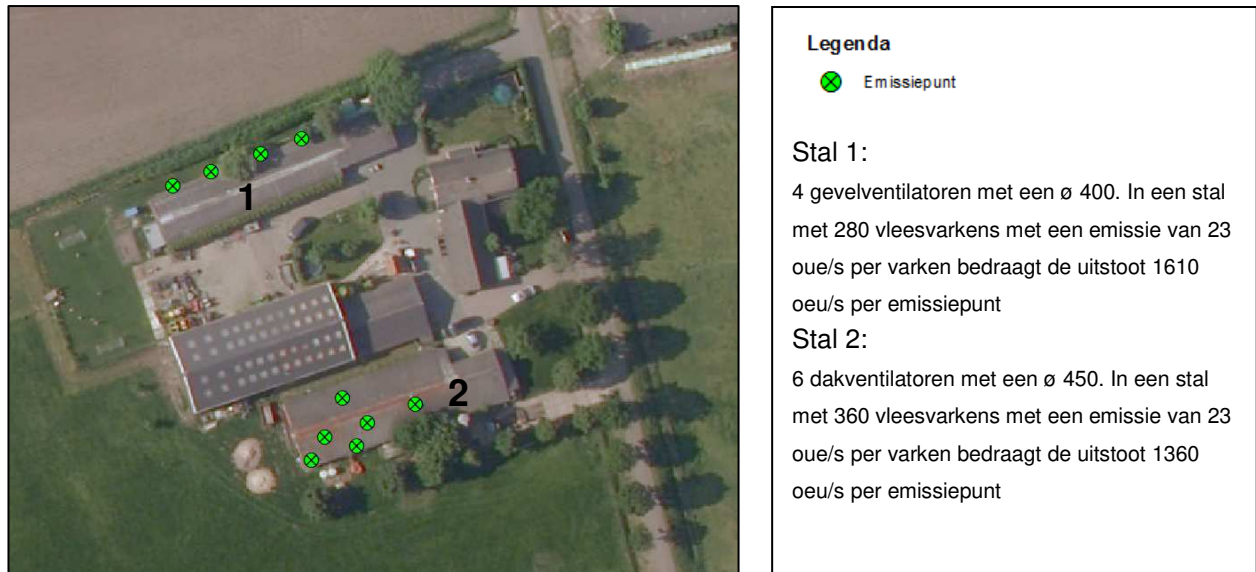 1
2
Legenda
Emissiepunt
Stal 1:
4 gevelventilatoren met een ø 400. In een stal
met 280 vleesvarkens met een emissie van 23
oue/s per varken bedraagt de uitstoot 1610
oeu/s per emissiepunt
Stal 2:
6 dakventilatoren met een ø 450. In een stal
met 360 vleesvarkens met een emissie van 23
oue/s per varken bedraagt de uitstoot 1360
oeu/s per emissiepunt